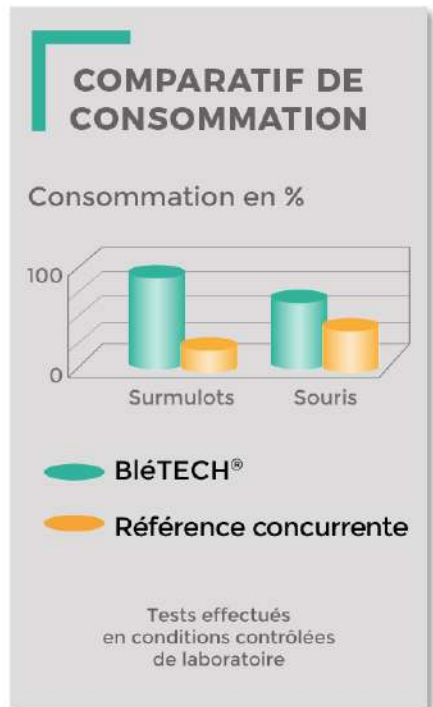 COMPARATIF DE
CONSOMMATION
Consommation en %
100
0
Surmulots
Souris
BléTECH®
Référence concurrente
Tests effectués
en conditions contrôlées
de laboratoire